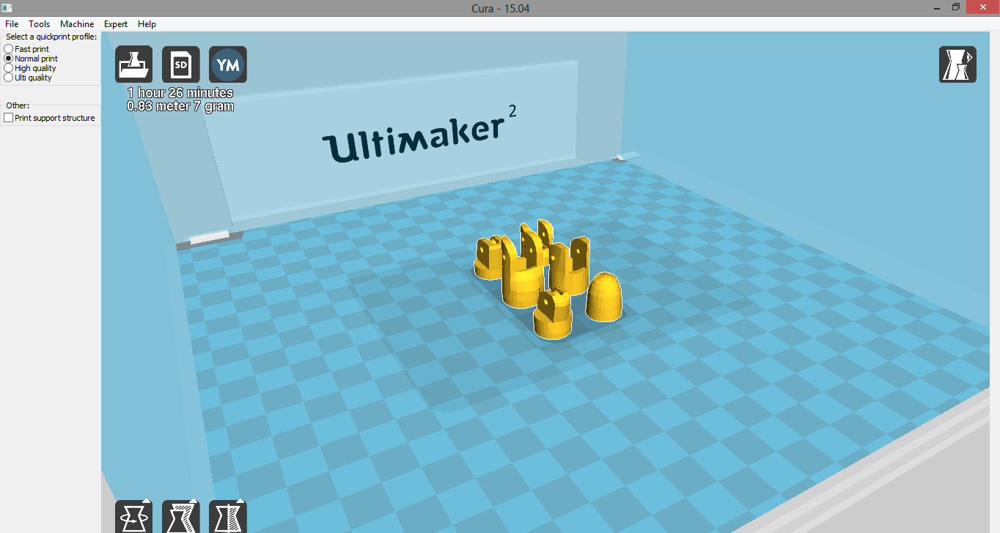 Cura - 15.04
File Tools Machine Expert Help
Select a quickprint profile:
Fast print
Normal print
High quality
Ulti quality
Other:
Print support structure
SD
YM
1 hour 26 minutes
0.83 meter 7 gram
Ultimaker 2